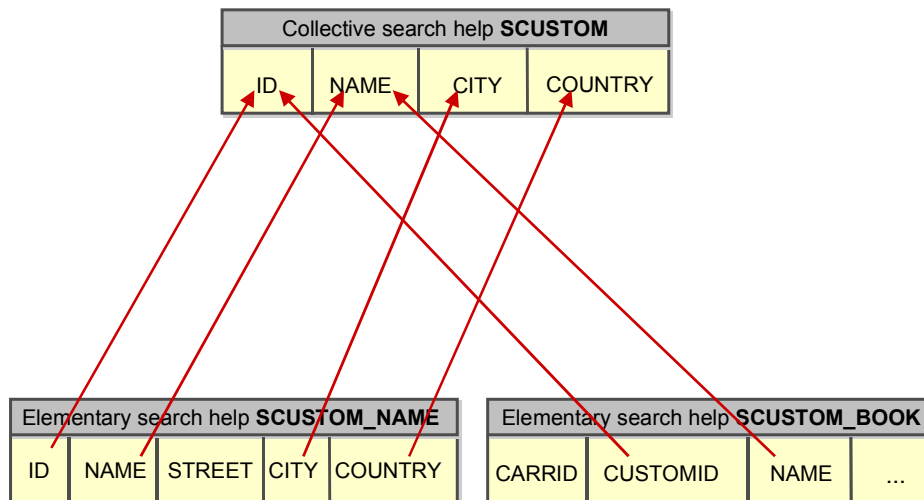 Collective search help SCUSTOM
ID NAME CITY COUNTRY
Elementary search help SCUSTOM_NAME
ID NAME STREET CITY COUNTRY
Elementary search help SCUSTOM_BOOK
CARRID CUSTOMID NAME ...